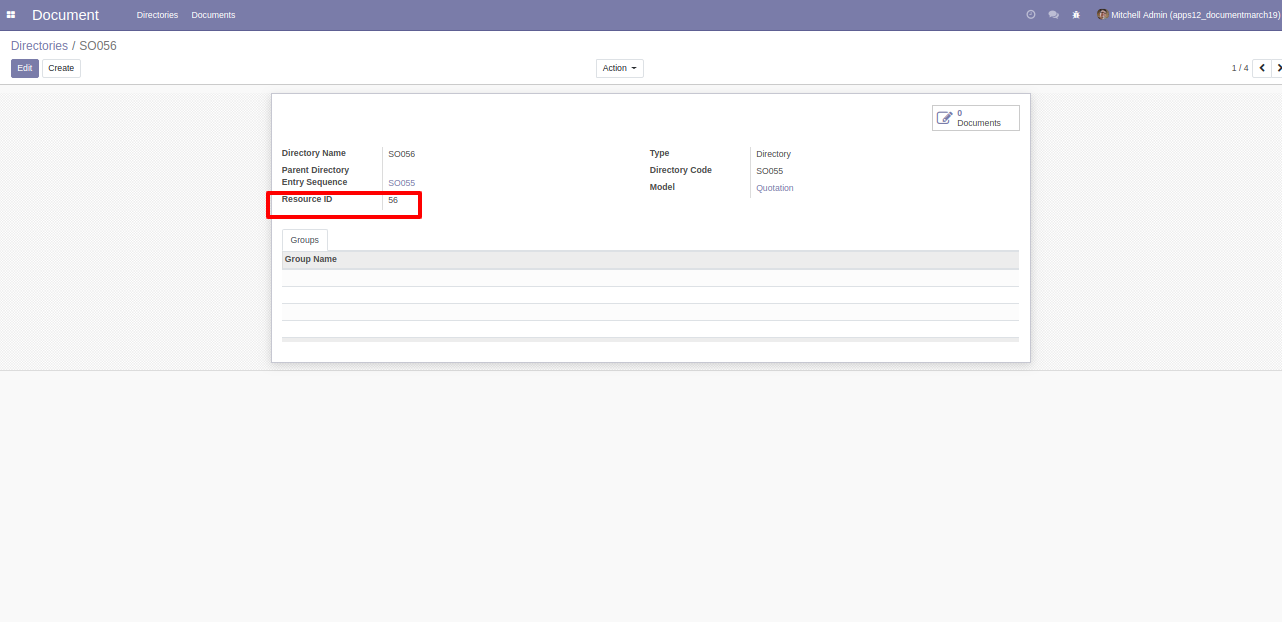 Document Directories Documents Mitchell Admin (apps12_documentmarch19)
Directories / SO056
Edit Create Action 1 / 4
0
Documents
Directory Name SO056 Type Directory
Parent Directory Directory Code SO055
Entry Sequence SO055 Model Quotation
Resource ID 56
Groups
Group Name